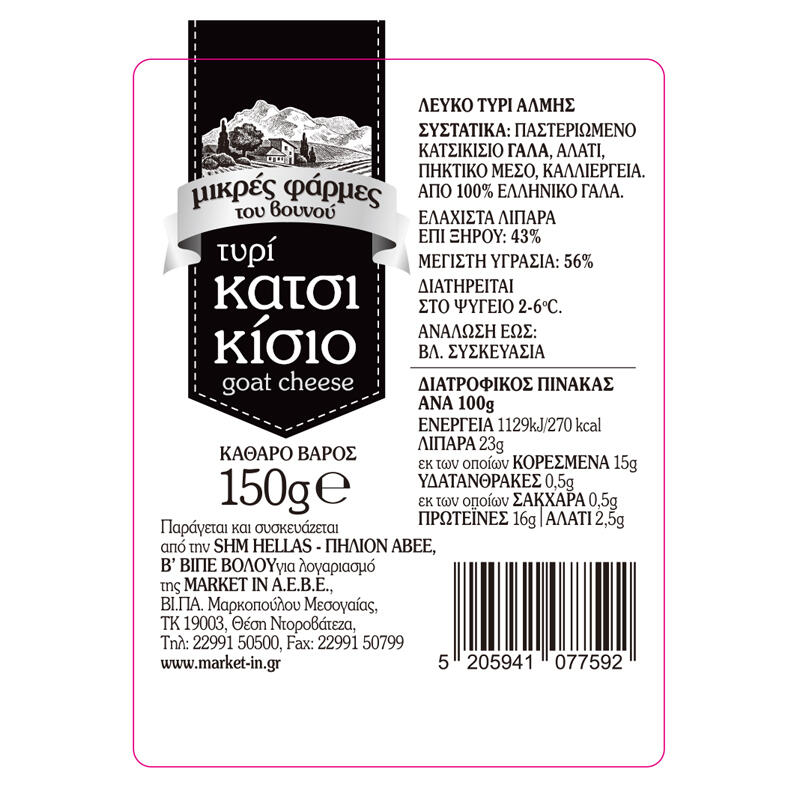 μικρές φάρμες
του βουνού
τυρί
κατσι
κίσιο
goat cheese
ΚΑΘΑΡΟ ΒΑΡΟΣ
150g℮
Παράγεται και συσκευάζεται
από την SHM HELLAS - ΠΗΛΙΟΝ ΑΒΕΕ,
Β' ΒΙΠΕ ΒΟΛΟΥ για λογαριασμό
της MARKET IN Α.Ε.Β.Ε.,
ΒΙ.ΠΑ. Μαρκοπούλου Μεσογαίας,
ΤΚ 19003, Θέση Ντοροβάτεζα,
Τηλ: 22991 50500, Fax: 22991 50799
www.market-in.gr
ΛΕΥΚΟ ΤΥΡΙ ΑΛΜΗΣ
ΣΥΣΤΑΤΙΚΑ: ΠΑΣΤΕΡΙΩΜΕΝΟ
ΚΑΤΣΙΚΙΣΙΟ ΓΑΛΑ, ΑΛΑΤΙ,
ΠΗΚΤΙΚΟ ΜΕΣΟ, ΚΑΛΛΙΕΡΓΕΙΑ.
ΑΠΟ 100% ΕΛΛΗΝΙΚΟ ΓΑΛΑ.
ΕΛΑΧΙΣΤΑ ΛΙΠΑΡΑ
ΕΠΙ ΞΗΡΟΥ: 43%
ΜΕΓΙΣΤΗ ΥΓΡΑΣΙΑ: 56%
ΔΙΑΤΗΡΕΙΤΑΙ
ΣΤΟ ΨΥΓΕΙΟ 2-6ºC.
ΑΝΑΛΩΣΗ ΕΩΣ:
ΒΛ. ΣΥΣΚΕΥΑΣΙΑ
ΔΙΑΤΡΟΦΙΚΟΣ ΠΙΝΑΚΑΣ
ΑΝΑ 100g
ΕΝΕΡΓΕΙΑ 1129kJ/270 kcal
ΛΙΠΑΡΑ 23g
εκ των οποίων ΚΟΡΕΣΜΕΝΑ 15g
ΥΔΑΤΑΝΘΡΑΚΕΣ 0,5g
εκ των οποίων ΣΑΚΧΑΡΑ 0,5g
ΠΡΩΤΕΪΝΕΣ 16g | ΑΛΑΤΙ 2,5g
5 205941 077592